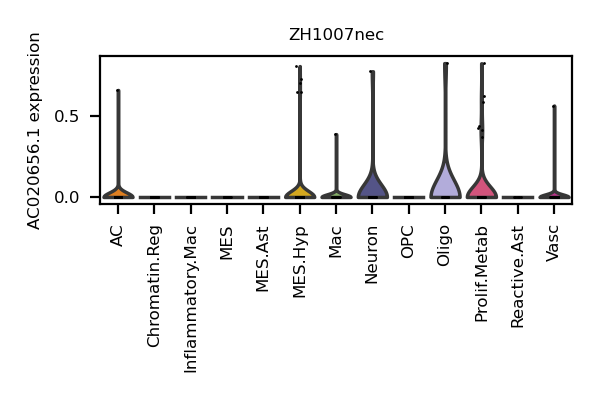 ZH1007nec
AC020656.1 expression
0.5
0.0
AC
Chromatin.Reg
Inflammatory.Mac
MES
MES.Ast
MES.Hyp
Mac
Neuron
OPC
Oligo
Prolif.Metab
Reactive.Ast
Vasc